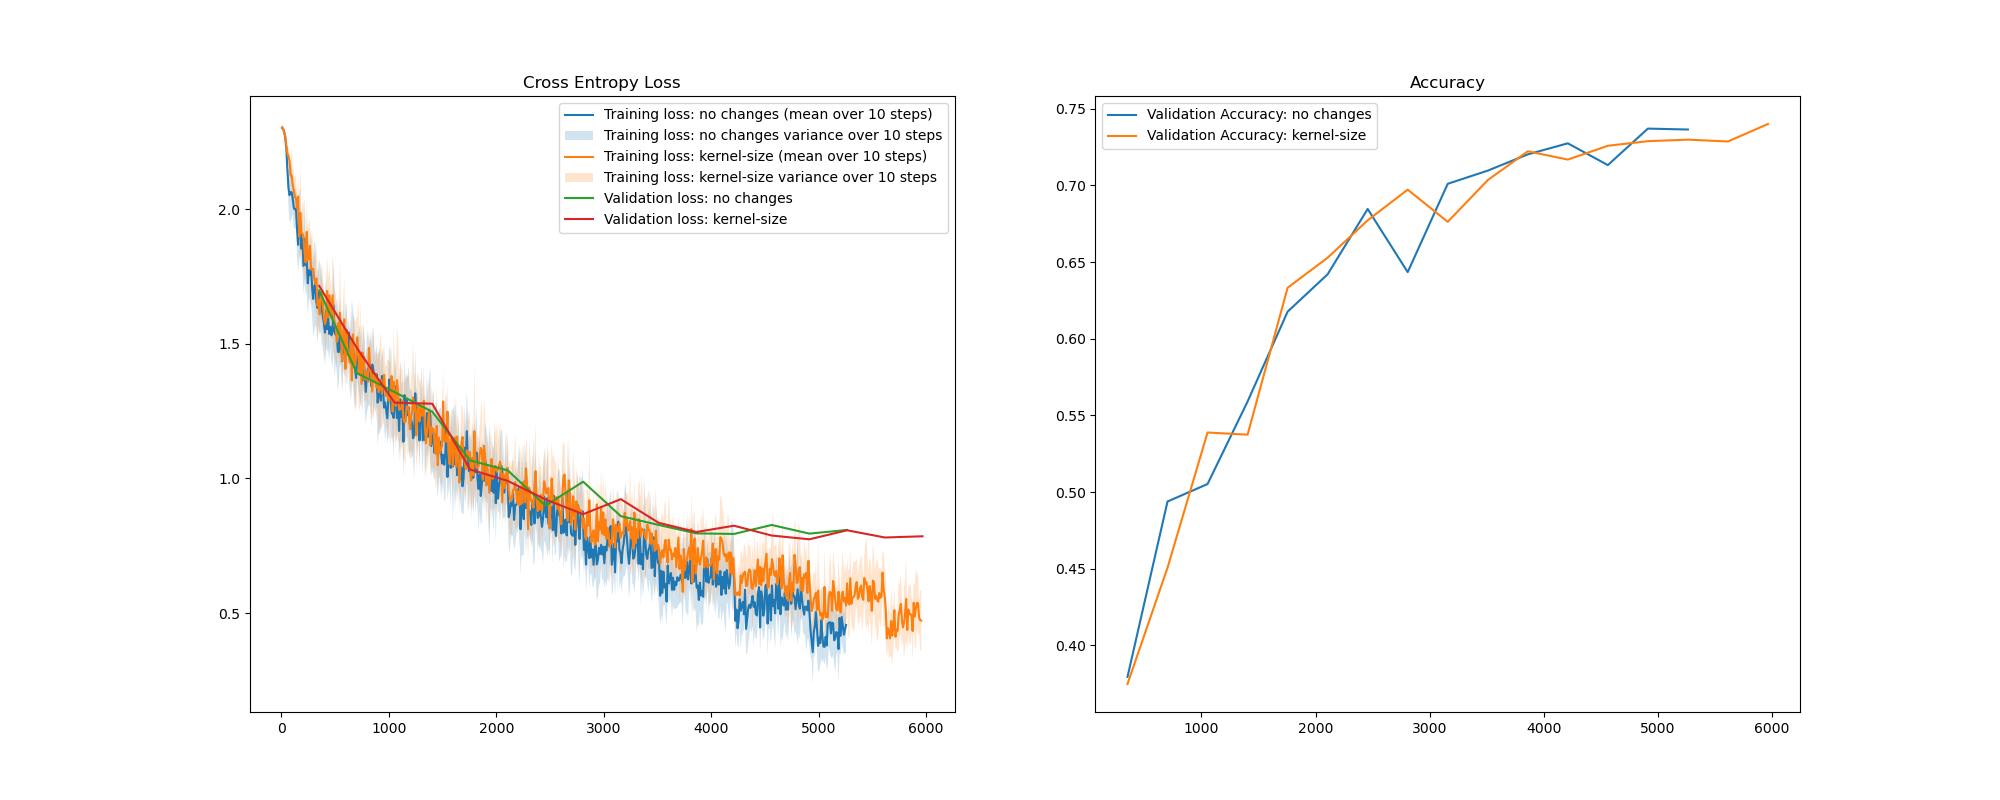 Cross Entropy Loss
Training loss: no changes (mean over 10 steps)
Training loss: no changes variance over 10 steps
Training loss: kernel-size (mean over 10 steps)
Training loss: kernel-size variance over 10 steps
Validation loss: no changes
Validation loss: kernel-size
2.0
1.5
1.0
0.5
0
1000
2000
3000
4000
5000
6000
Accuracy
Validation Accuracy: no changes
Validation Accuracy: kernel-size
0.75
0.70
0.65
0.60
0.55
0.50
0.45
0.40
1000
2000
3000
4000
5000
6000